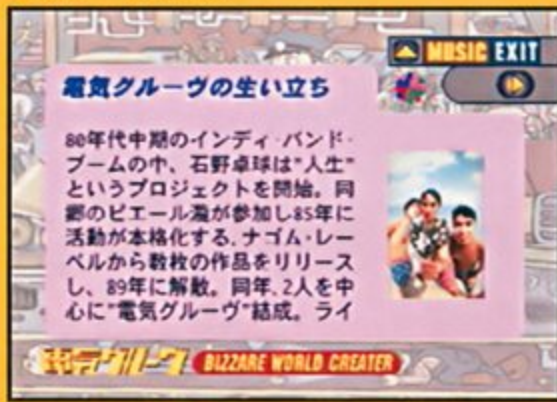 MUSIC EXIT
電気グルーヴの生い立ち
80年代中期のインディ・バンド・
ブームの中、石野卓球は"人生"
というプロジェクトを開始。同
郷のピエール瀧が参加し85年に
活動が本格化する。ナゴム・レー
ベルから数枚の作品をリリース
し、89年に解散。同年、2人を中
心に"電気グルーヴ"結成。ライ
電気グルーヴ BIZZARE WORLD CREATER